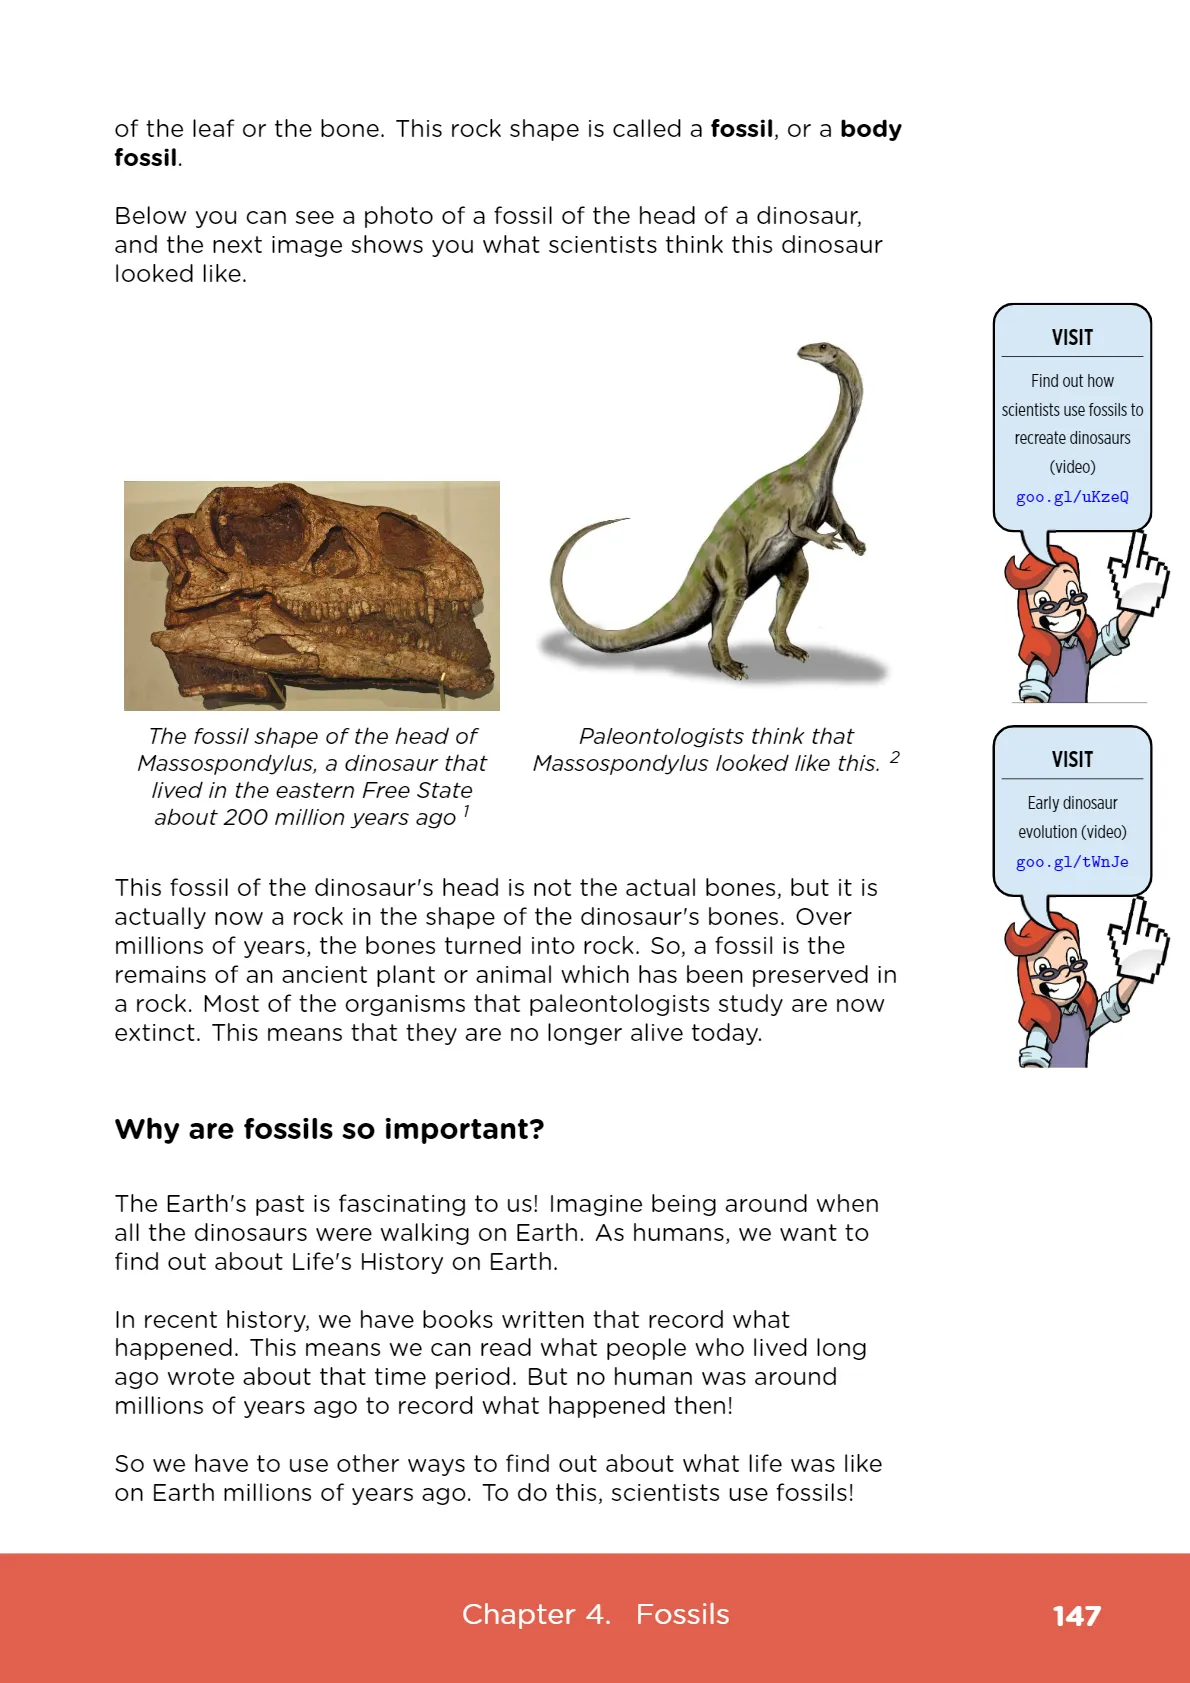 of the leaf or the bone. This rock shape is called a fossil, or a body
fossil.
Below you can see a photo of a fossil of the head of a dinosaur,
and the next image shows you what scientists think this dinosaur
looked like.
The fossil shape of the head of
Massospondylus, a dinosaur that
lived in the eastern Free State
about 200 million years ago 1
Paleontologists think that
Massospondylus looked like this. 2
VISIT
Find out how
scientists use fossils to
recreate dinosaurs
(video)
goo.gl/uKzeQ
VISIT
Early dinosaur
evolution (video)
goo.gl/tWnJe
This fossil of the dinosaur's head is not the actual bones, but it is
actually now a rock in the shape of the dinosaur's bones. Over
millions of years, the bones turned into rock. So, a fossil is the
remains of an ancient plant or animal which has been preserved in
a rock. Most of the organisms that paleontologists study are now
extinct. This means that they are no longer alive today.
Why are fossils so important?
The Earth's past is fascinating to us! Imagine being around when
all the dinosaurs were walking on Earth. As humans, we want to
find out about Life's History on Earth.
In recent history, we have books written that record what
happened. This means we can read what people who lived long
ago wrote about that time period. But no human was around
millions of years ago to record what happened then!
So we have to use other ways to find out about what life was like
on Earth millions of years ago. To do this, scientists use fossils!
Chapter 4. Fossils
147